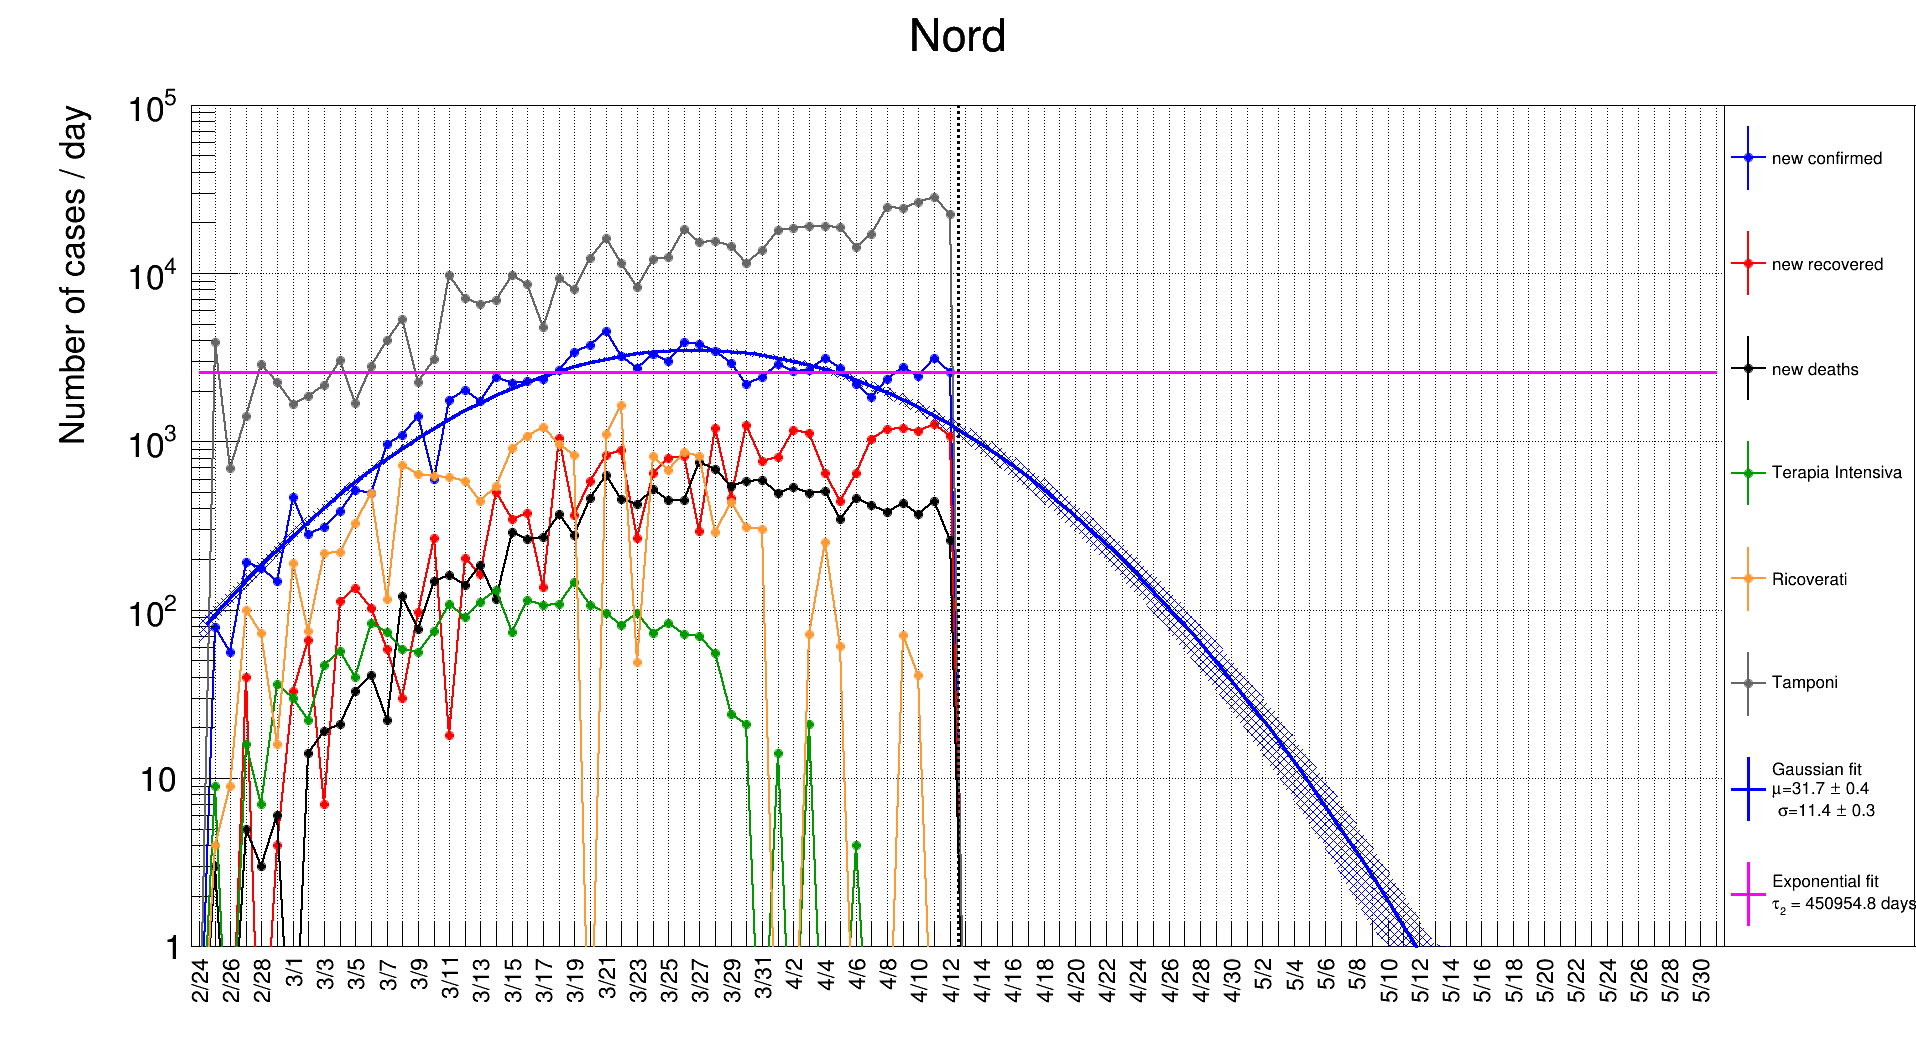 Nord
Number of cases / day
10^5
10^4
10^3
10^2
10
1
2/24 2/26 2/28 3/1 3/3 3/5 3/7 3/9 3/11 3/13 3/15 3/17 3/19 3/21 3/23 3/25 3/27 3/29 3/31 4/2 4/4 4/6 4/8 4/10 4/12 4/14 4/16 4/18 4/20 4/22 4/24 4/26 4/28 4/30 5/2 5/4 5/6 5/8 5/10 5/12 5/14 5/16 5/18 5/20 5/22 5/24 5/26 5/28 5/30
new confirmed
new recovered
new deaths
Terapia Intensiva
Ricoverati
Tamponi
Gaussian fit
μ=31.7 ± 0.4
σ=11.4 ± 0.3
Exponential fit
τ₂ = 450954.8 days